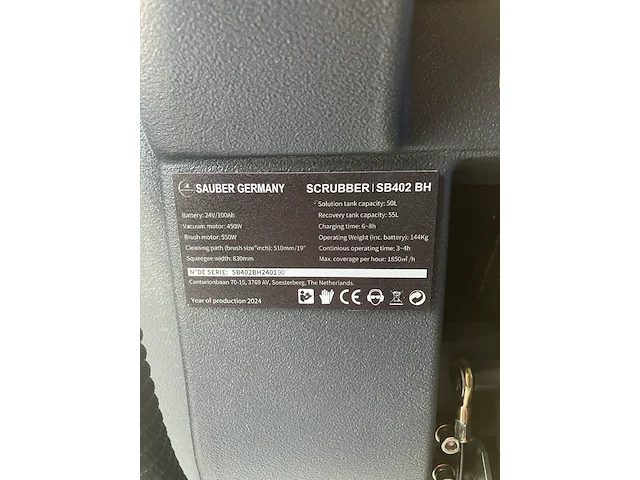 SAUBER GERMANY
SCRUBBER | SB402 BH
Battery: 24V/100Ah
Vacuum motor: 450W
Brush motor: 550W
Cleaning path (brush size"inch): 510mm/19"
Squeegee width: 830mm
Solution tank capacity: 50L
Recovery tank capacity: 55L
Charging time: 6~8h
Operating Weight (inc. battery): 144Kg
Continious operating time: 3~4h
Max. coverage per hour: 1850㎡/h
N°DE SERIE: SB402BH240190
Centurionbaan 70-15, 3769 AV, Soesterberg, The Netherlands.
Year of production 2024
CE